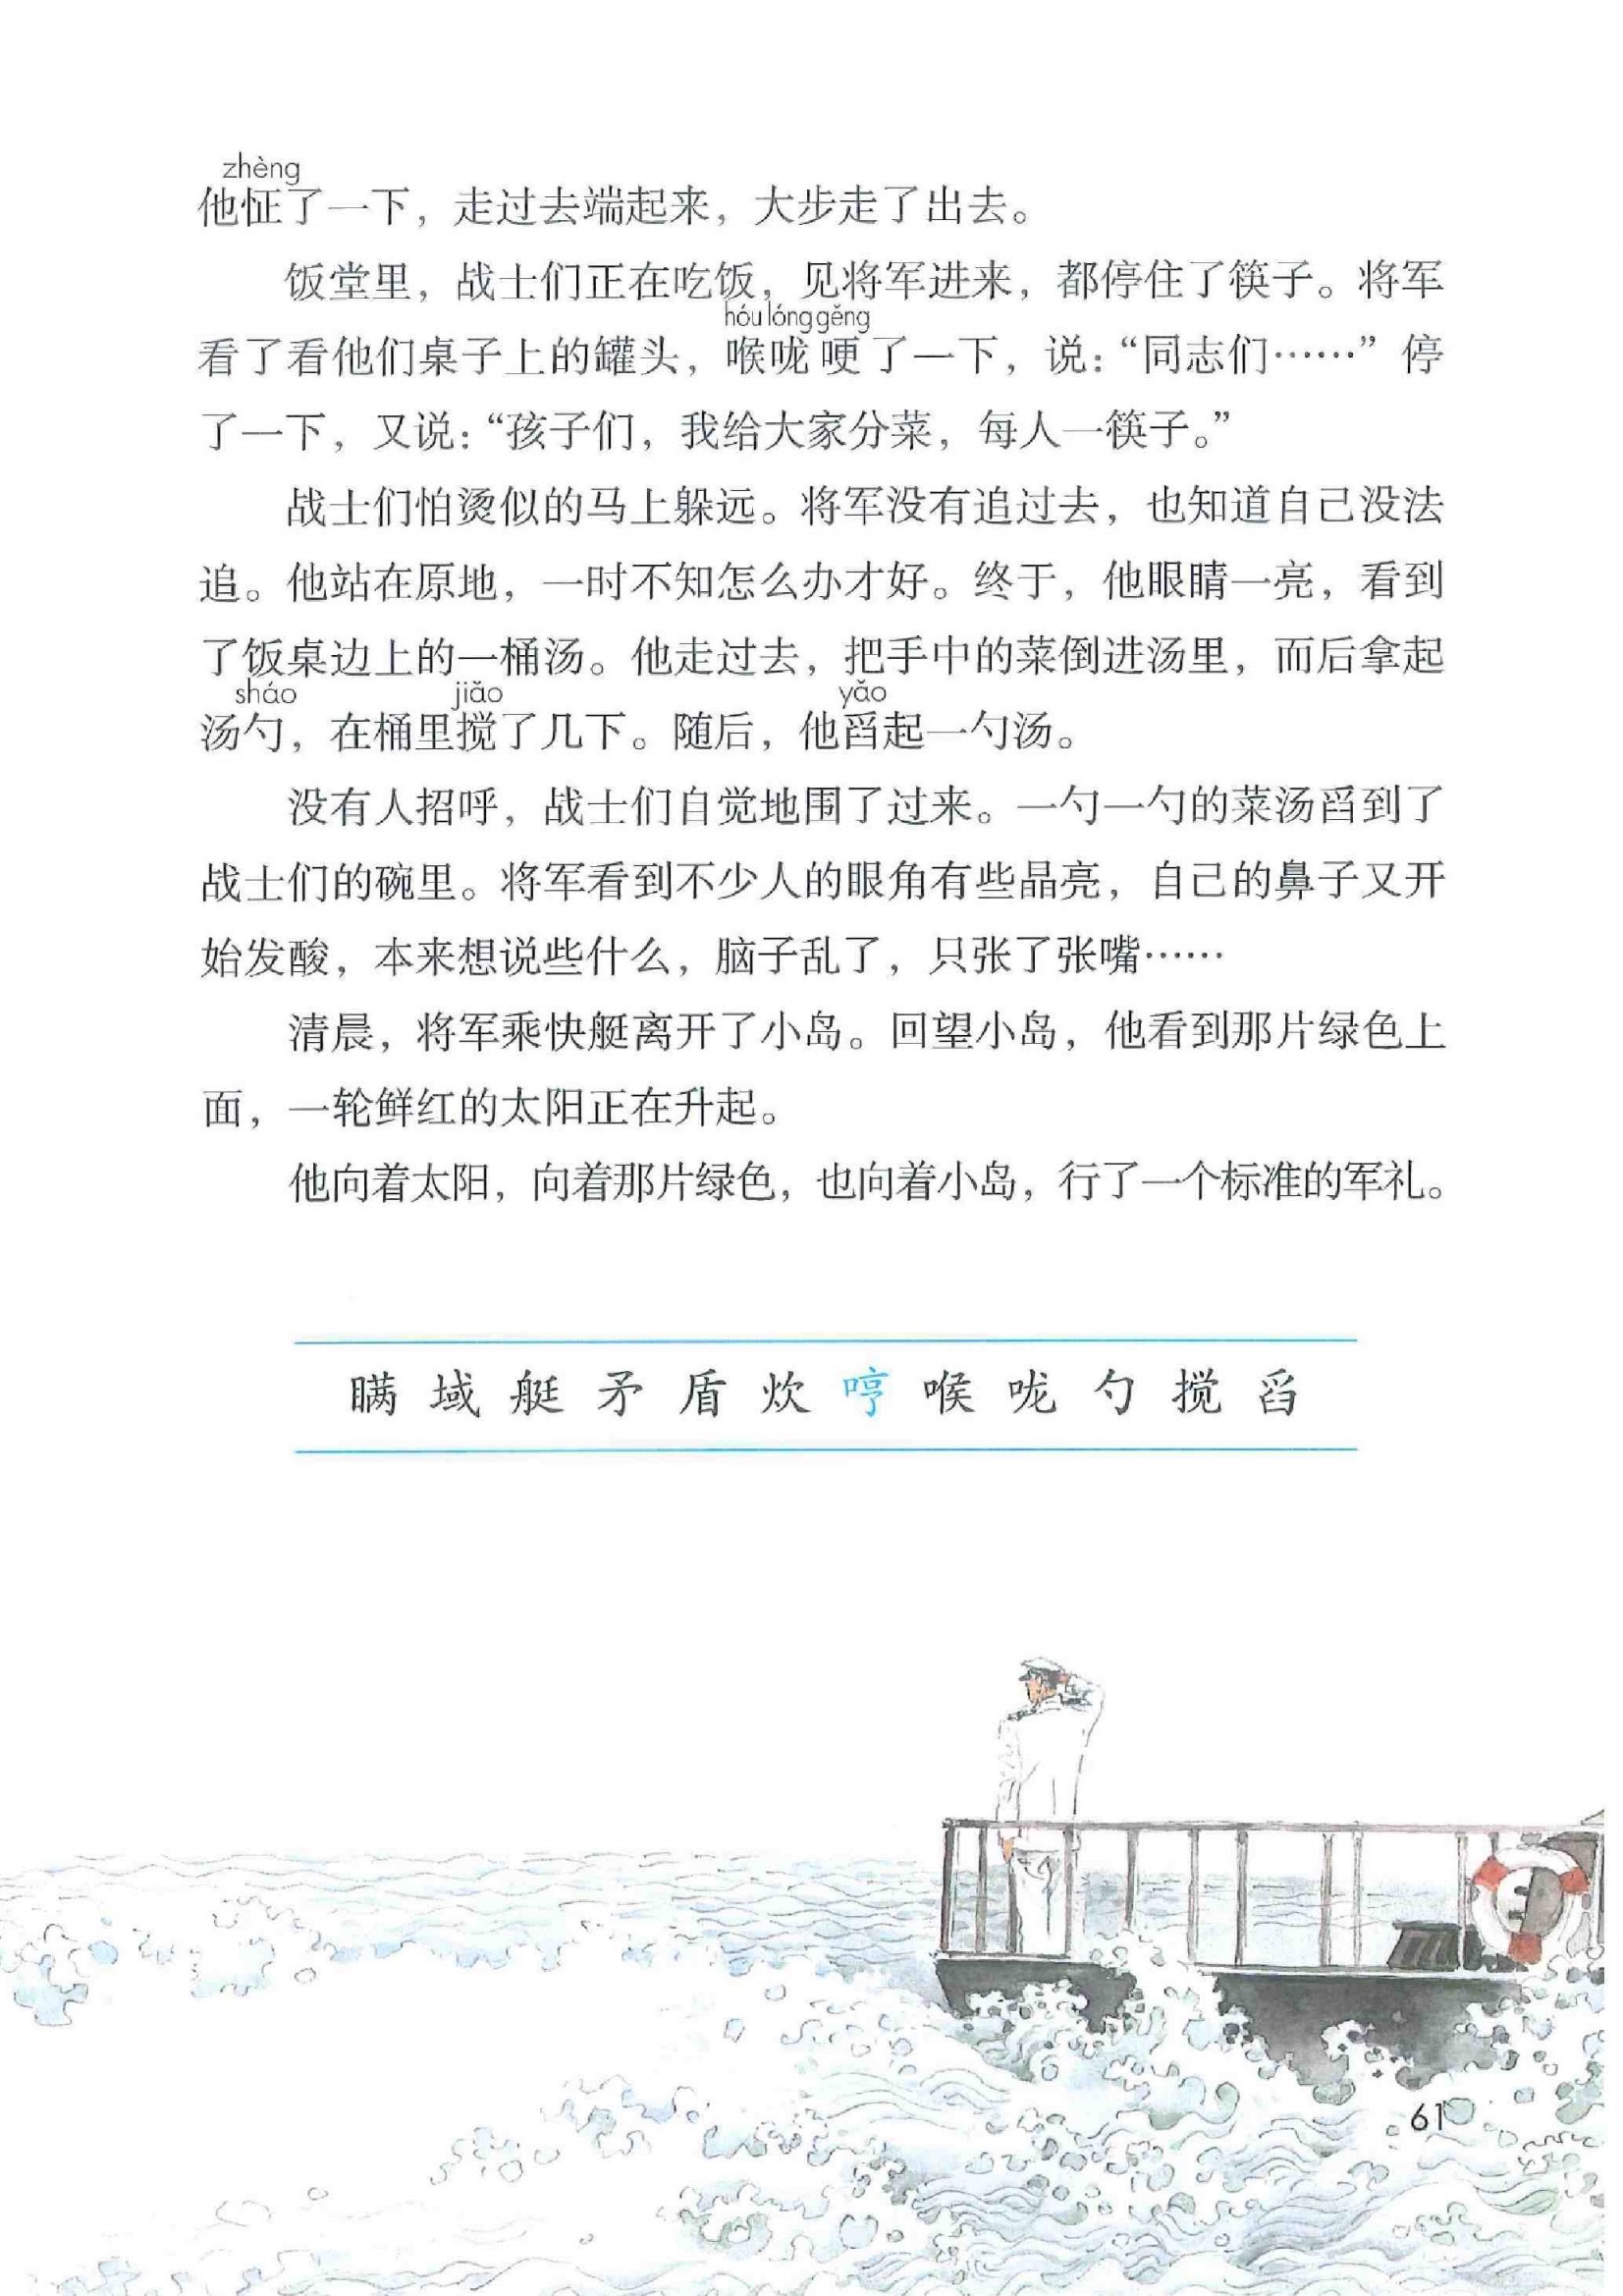 zhèng
他怔了一下，走过去端起来，大步走了出去。
饭堂里，战士们正在吃饭，见将军进来，都停住了筷子。将军
hóu lóng gěng
看了看他们桌子上的罐头，喉咙哽了一下，说：“同志们……”停
了一下，又说：“孩子们，我给大家分菜，每人一筷子。”
战士们怕烫似的马上躲远。将军没有追过去，也知道自己没法
追。他站在原地，一时不知怎么办才好。终于，他眼睛一亮，看到
了饭桌边上的一桶汤。他走过去，把手中的菜倒进汤里，而后拿起
sháo jiǎo yǎo
汤勺，在桶里搅了几下。随后，他舀起一勺汤。
没有人招呼，战士们自觉地围了过来。一勺一勺的菜汤舀到了
战士们的碗里。将军看到不少人的眼角有些晶亮，自己的鼻子又开
始发酸，本来想说些什么，脑子乱了，只张了张嘴……
清晨，将军乘快艇离开了小岛。回望小岛，他看到那片绿色上
面，一轮鲜红的太阳正在升起。
他向着太阳，向着那片绿色，也向着小岛，行了一个标准的军礼。
瞒 域 艇 矛 盾 炊 哼 喉 咙 勺 搅 舀
61